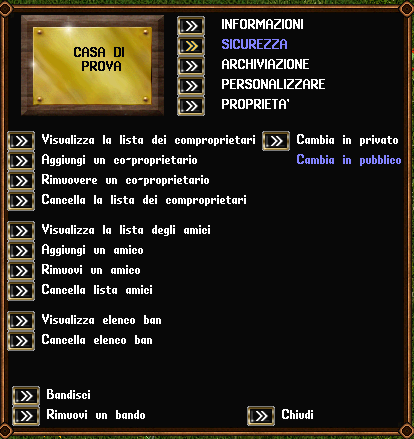 CASA DI
PROVA
INFORMAZIONI
SICUREZZA
ARCHIVIAZIONE
PERSONALIZZARE
PROPRIETA'
Visualizza la lista dei comproprietari
Cambia in privato
Aggiungi un co-proprietario
Cambia in pubblico
Rimuovere un co-proprietario
Cancella la lista dei comproprietari
Visualizza la lista degli amici
Aggiungi un amico
Rimuovi un amico
Cancella lista amici
Visualizza elenco ban
Cancella elenco ban
Bandisci
Rimuovi un bando
Chiudi